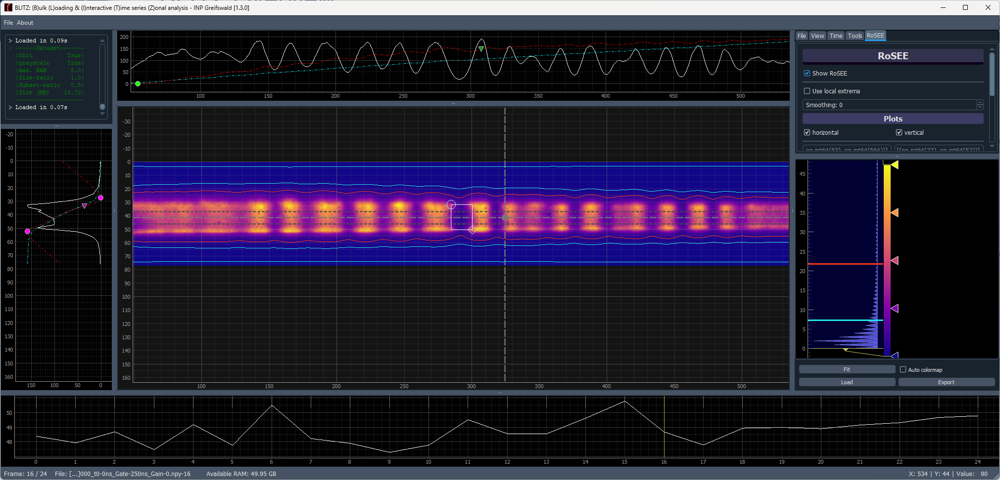 BLITZ: (B)ulk (L)oading & (I)nteractive (T)ime series (Z)onal analysis - INP Greifswald [1.3.0]
File About
> Loaded in 0.09s
> ------Dataset-------
|8bit True|
|grayscale True|
|max. RAM 8.0|
|Size-ratio 1.0|
|Subset-ratio 0.5|
|Size (MB) 15.72|
--------------------
> Loaded in 0.07s
200
150
100
50
0
100 150 200 250 300 350 400 450 500
File View Time Tools RoSEE
RoSEE
Show RoSEE
Use local extrema
Smoothing: 0
Plots
horizontal vertical
np.int64(53), np.int64(564))] [(np.int64(27), np.int64(52))]
-20
-10
0
10
20
30
40
50
60
70
80
90
100
110
120
130
140
150
160
150 100 50 0
-30
-20
-10
0
10
20
30
40
50
60
70
80
90
100
110
120
130
140
150
160
100 150 200 250 300 350 400 450 500
45
40
35
30
25
20
15
10
5
0
Fit Auto colormap
Load Export
50
49
48
0 1 2 3 4 5 6 7 8 9 10 11 12 13 14 15 16 17 18 19 20 21 22 23 24
Frame: 16 / 24 File: [...]000_t0-0ns_Gate-250ns_Gain-0.npy-16 Available RAM: 49.95 GB X: 534 | Y: 44 | Value: 90